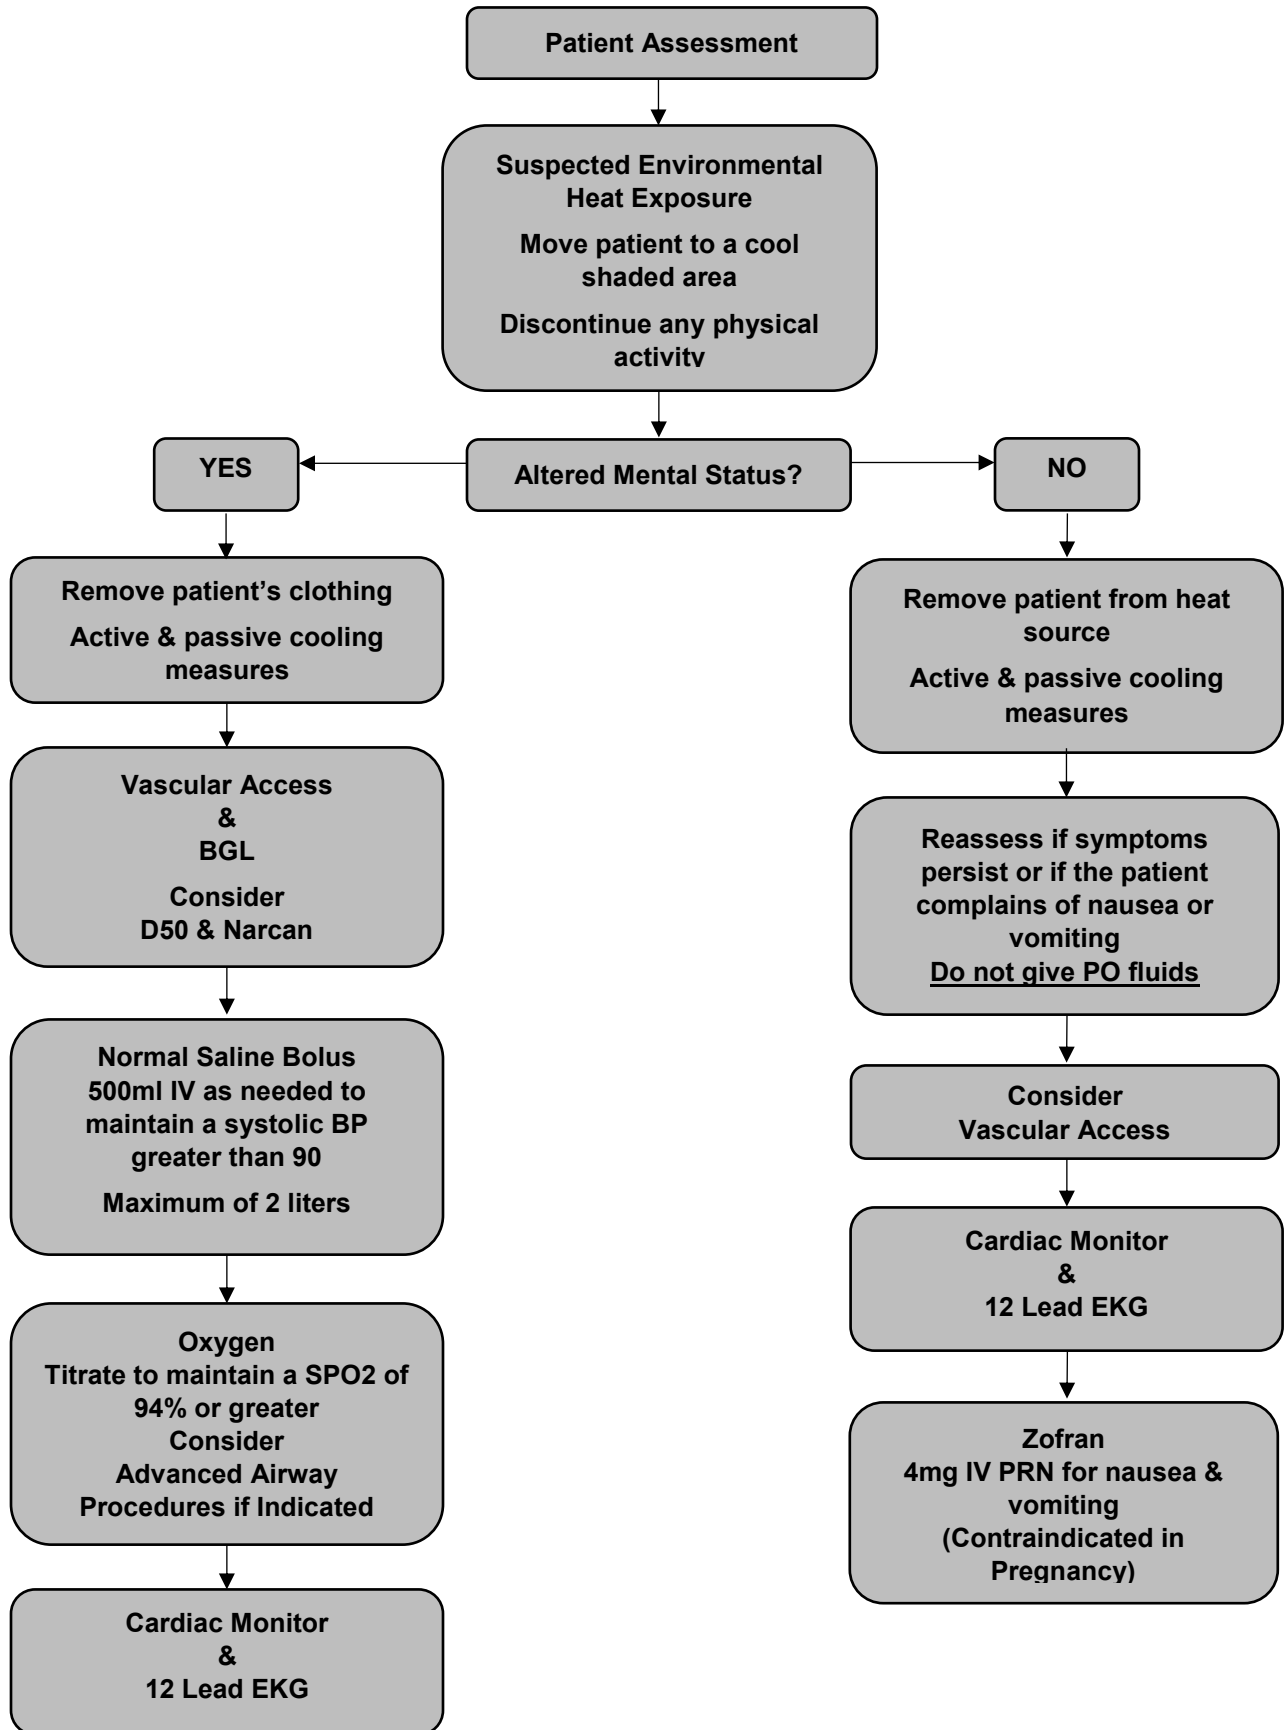 Patient Assessment
Suspected Environmental
Heat Exposure
Move patient to a cool
shaded area
Discontinue any physical
activity
Altered Mental Status?
YES
NO
Remove patient’s clothing
Active & passive cooling
measures
Vascular Access
&
BGL
Consider
D50 & Narcan
Normal Saline Bolus
500ml IV as needed to
maintain a systolic BP
greater than 90
Maximum of 2 liters
Oxygen
Titrate to maintain a SPO2 of
94% or greater
Consider
Advanced Airway
Procedures if Indicated
Cardiac Monitor
&
12 Lead EKG
Remove patient from heat
source
Active & passive cooling
measures
Reassess if symptoms
persist or if the patient
complains of nausea or
vomiting
Do not give PO fluids
Consider
Vascular Access
Cardiac Monitor
&
12 Lead EKG
Zofran
4mg IV PRN for nausea &
vomiting
(Contraindicated in
Pregnancy)